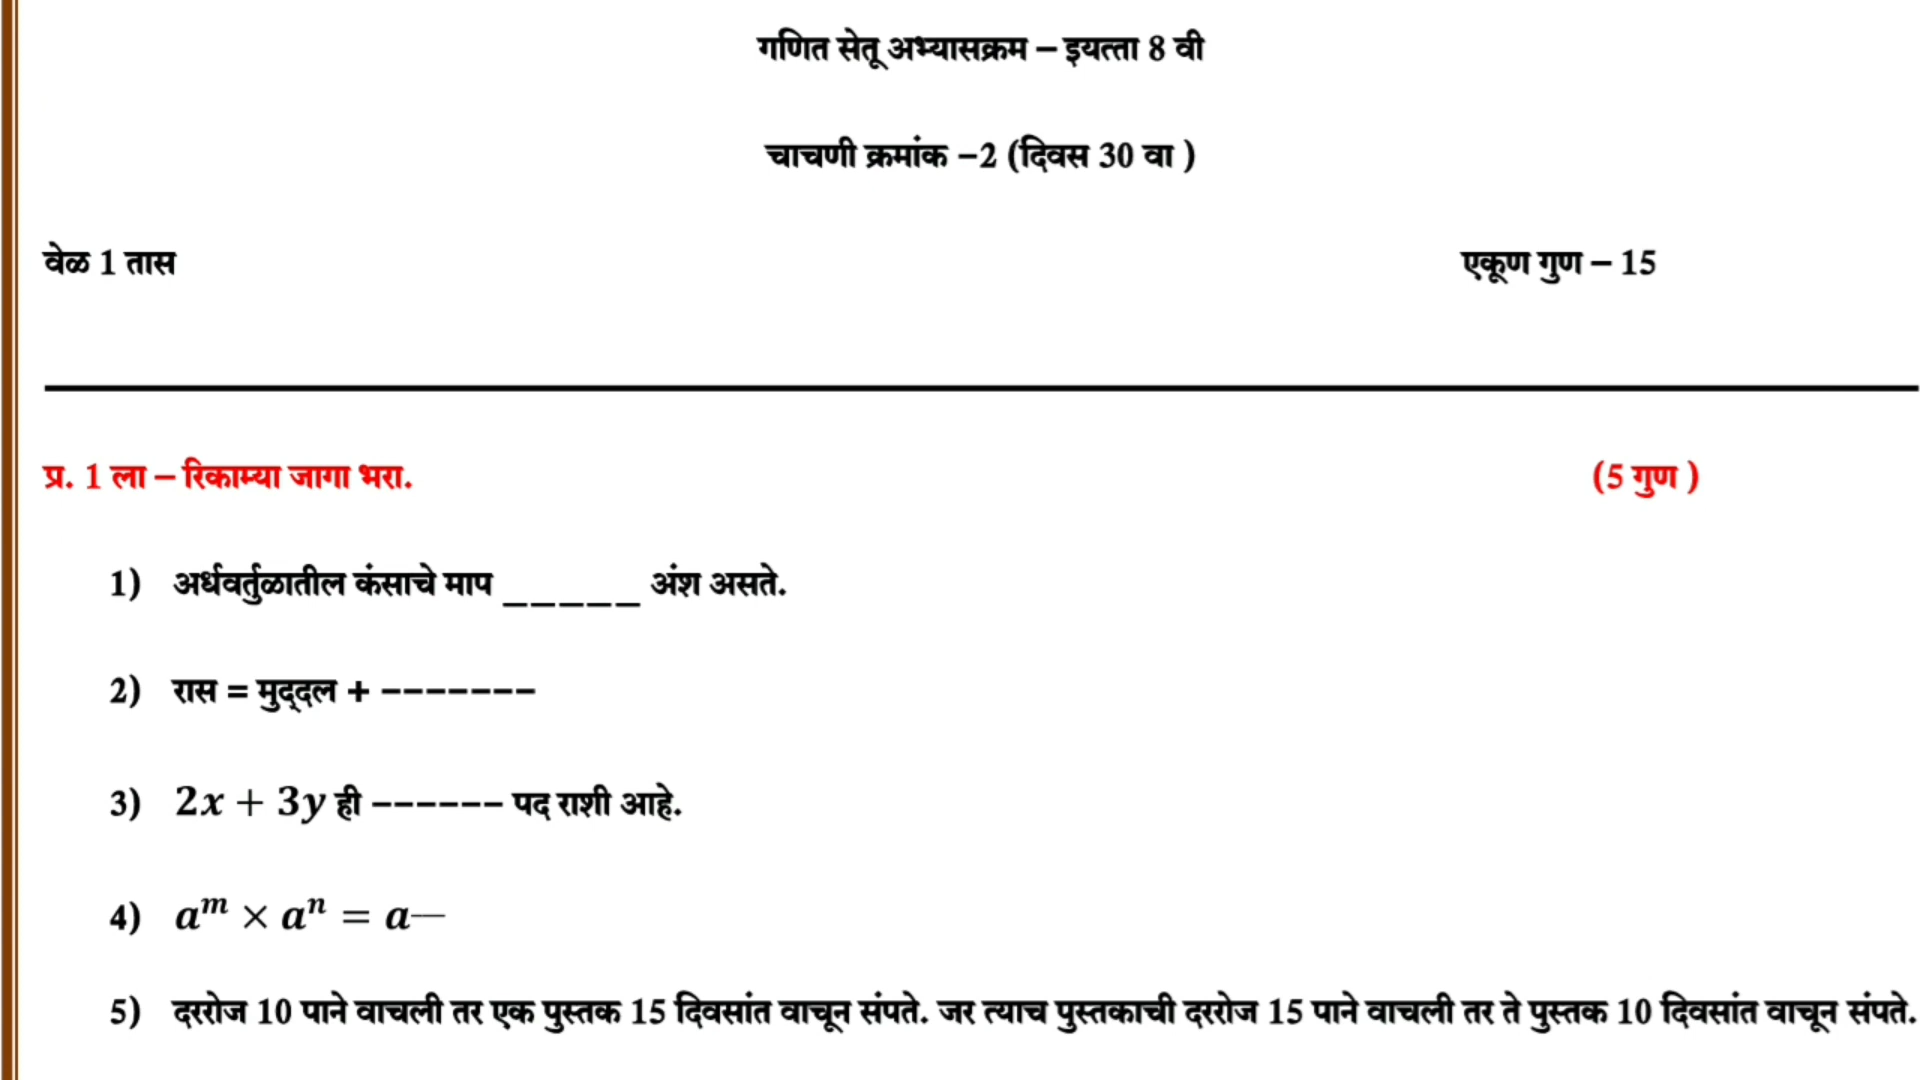 गणित सेतू अभ्यासक्रम – इयत्ता 8 वी
चाचणी क्रमांक –2 (दिवस 30 वा )
वेळ 1 तास एकूण गुण – 15
प्र. 1 ला – रिकाम्या जागा भरा. (5 गुण )
1) अर्धवर्तुळातील कंसाचे माप _____ अंश असते.
2) रास = मुद्दल + -------
3) 2x + 3y ही ------ पद राशी आहे.
4) aᵐ × aⁿ = a—
5) दररोज 10 पाने वाचली तर एक पुस्तक 15 दिवसांत वाचून संपते. जर त्याच पुस्तकाची दररोज 15 पाने वाचली तर ते पुस्तक 10 दिवसांत वाचून संपते.